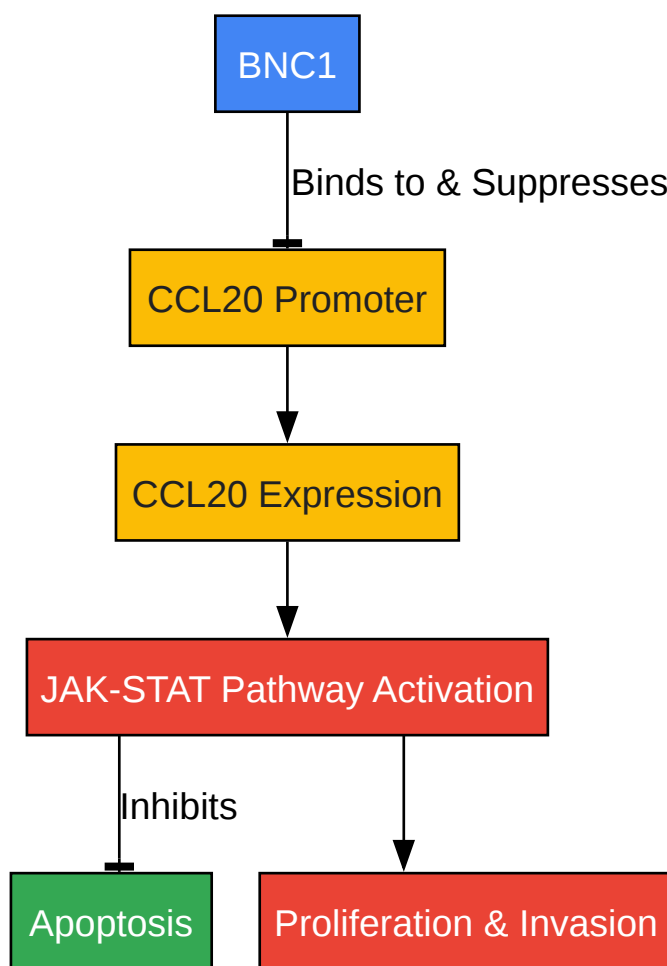 BNC1
Binds to & Suppresses
CCL20 Promoter
CCL20 Expression
JAK-STAT Pathway Activation
Inhibits
Apoptosis
Proliferation & Invasion